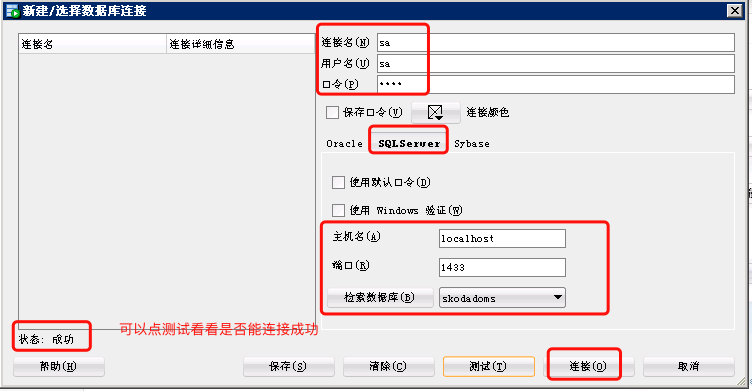 新建/选择数据库连接
连接名 连接详细信息
连接名(N) sa
用户名(U) sa
口令(P) ****
保存口令(V) 连接颜色
Oracle SQLServer Sybase
使用默认口令(D)
使用 Windows 验证(W)
主机名(A) localhost
端口(R) 1433
检索数据库(B) skodadoms
可以点测试看看是否能连接成功
状态: 成功
帮助(H) 保存(S) 清除(C) 测试(T) 连接(O) 取消